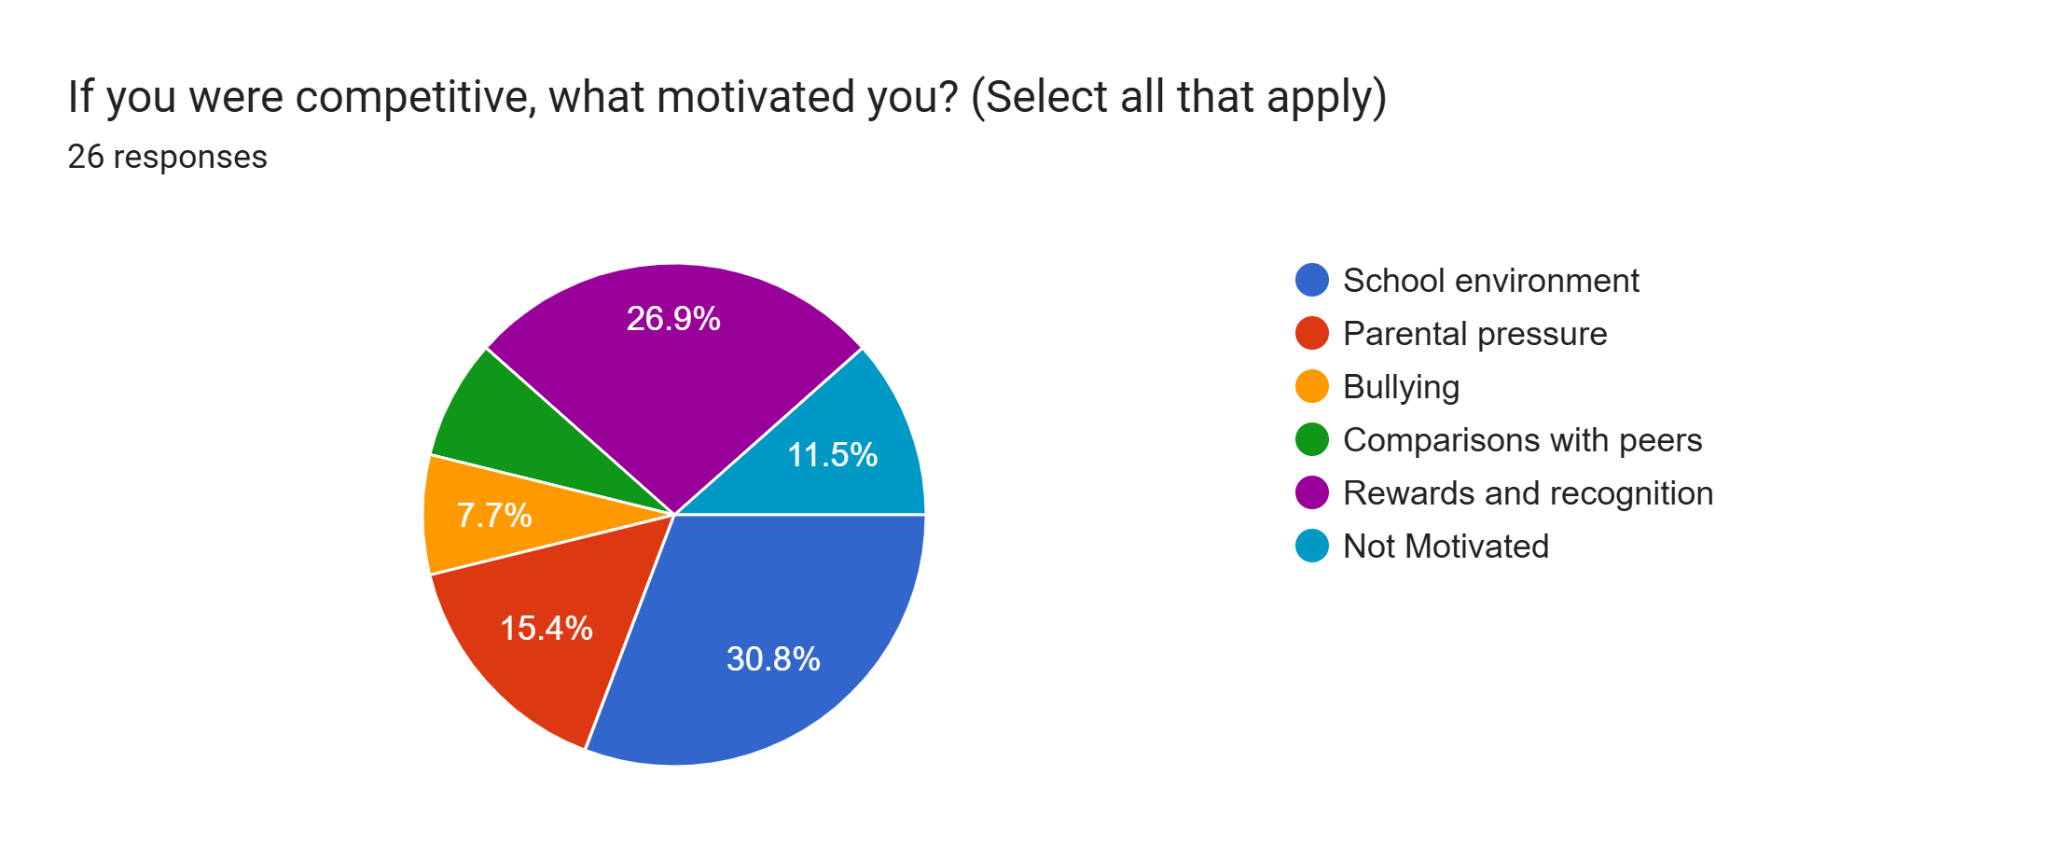 If you were competitive, what motivated you? (Select all that apply)
26 responses
26.9%
11.5%
7.7%
15.4%
30.8%
School environment
Parental pressure
Bullying
Comparisons with peers
Rewards and recognition
Not Motivated